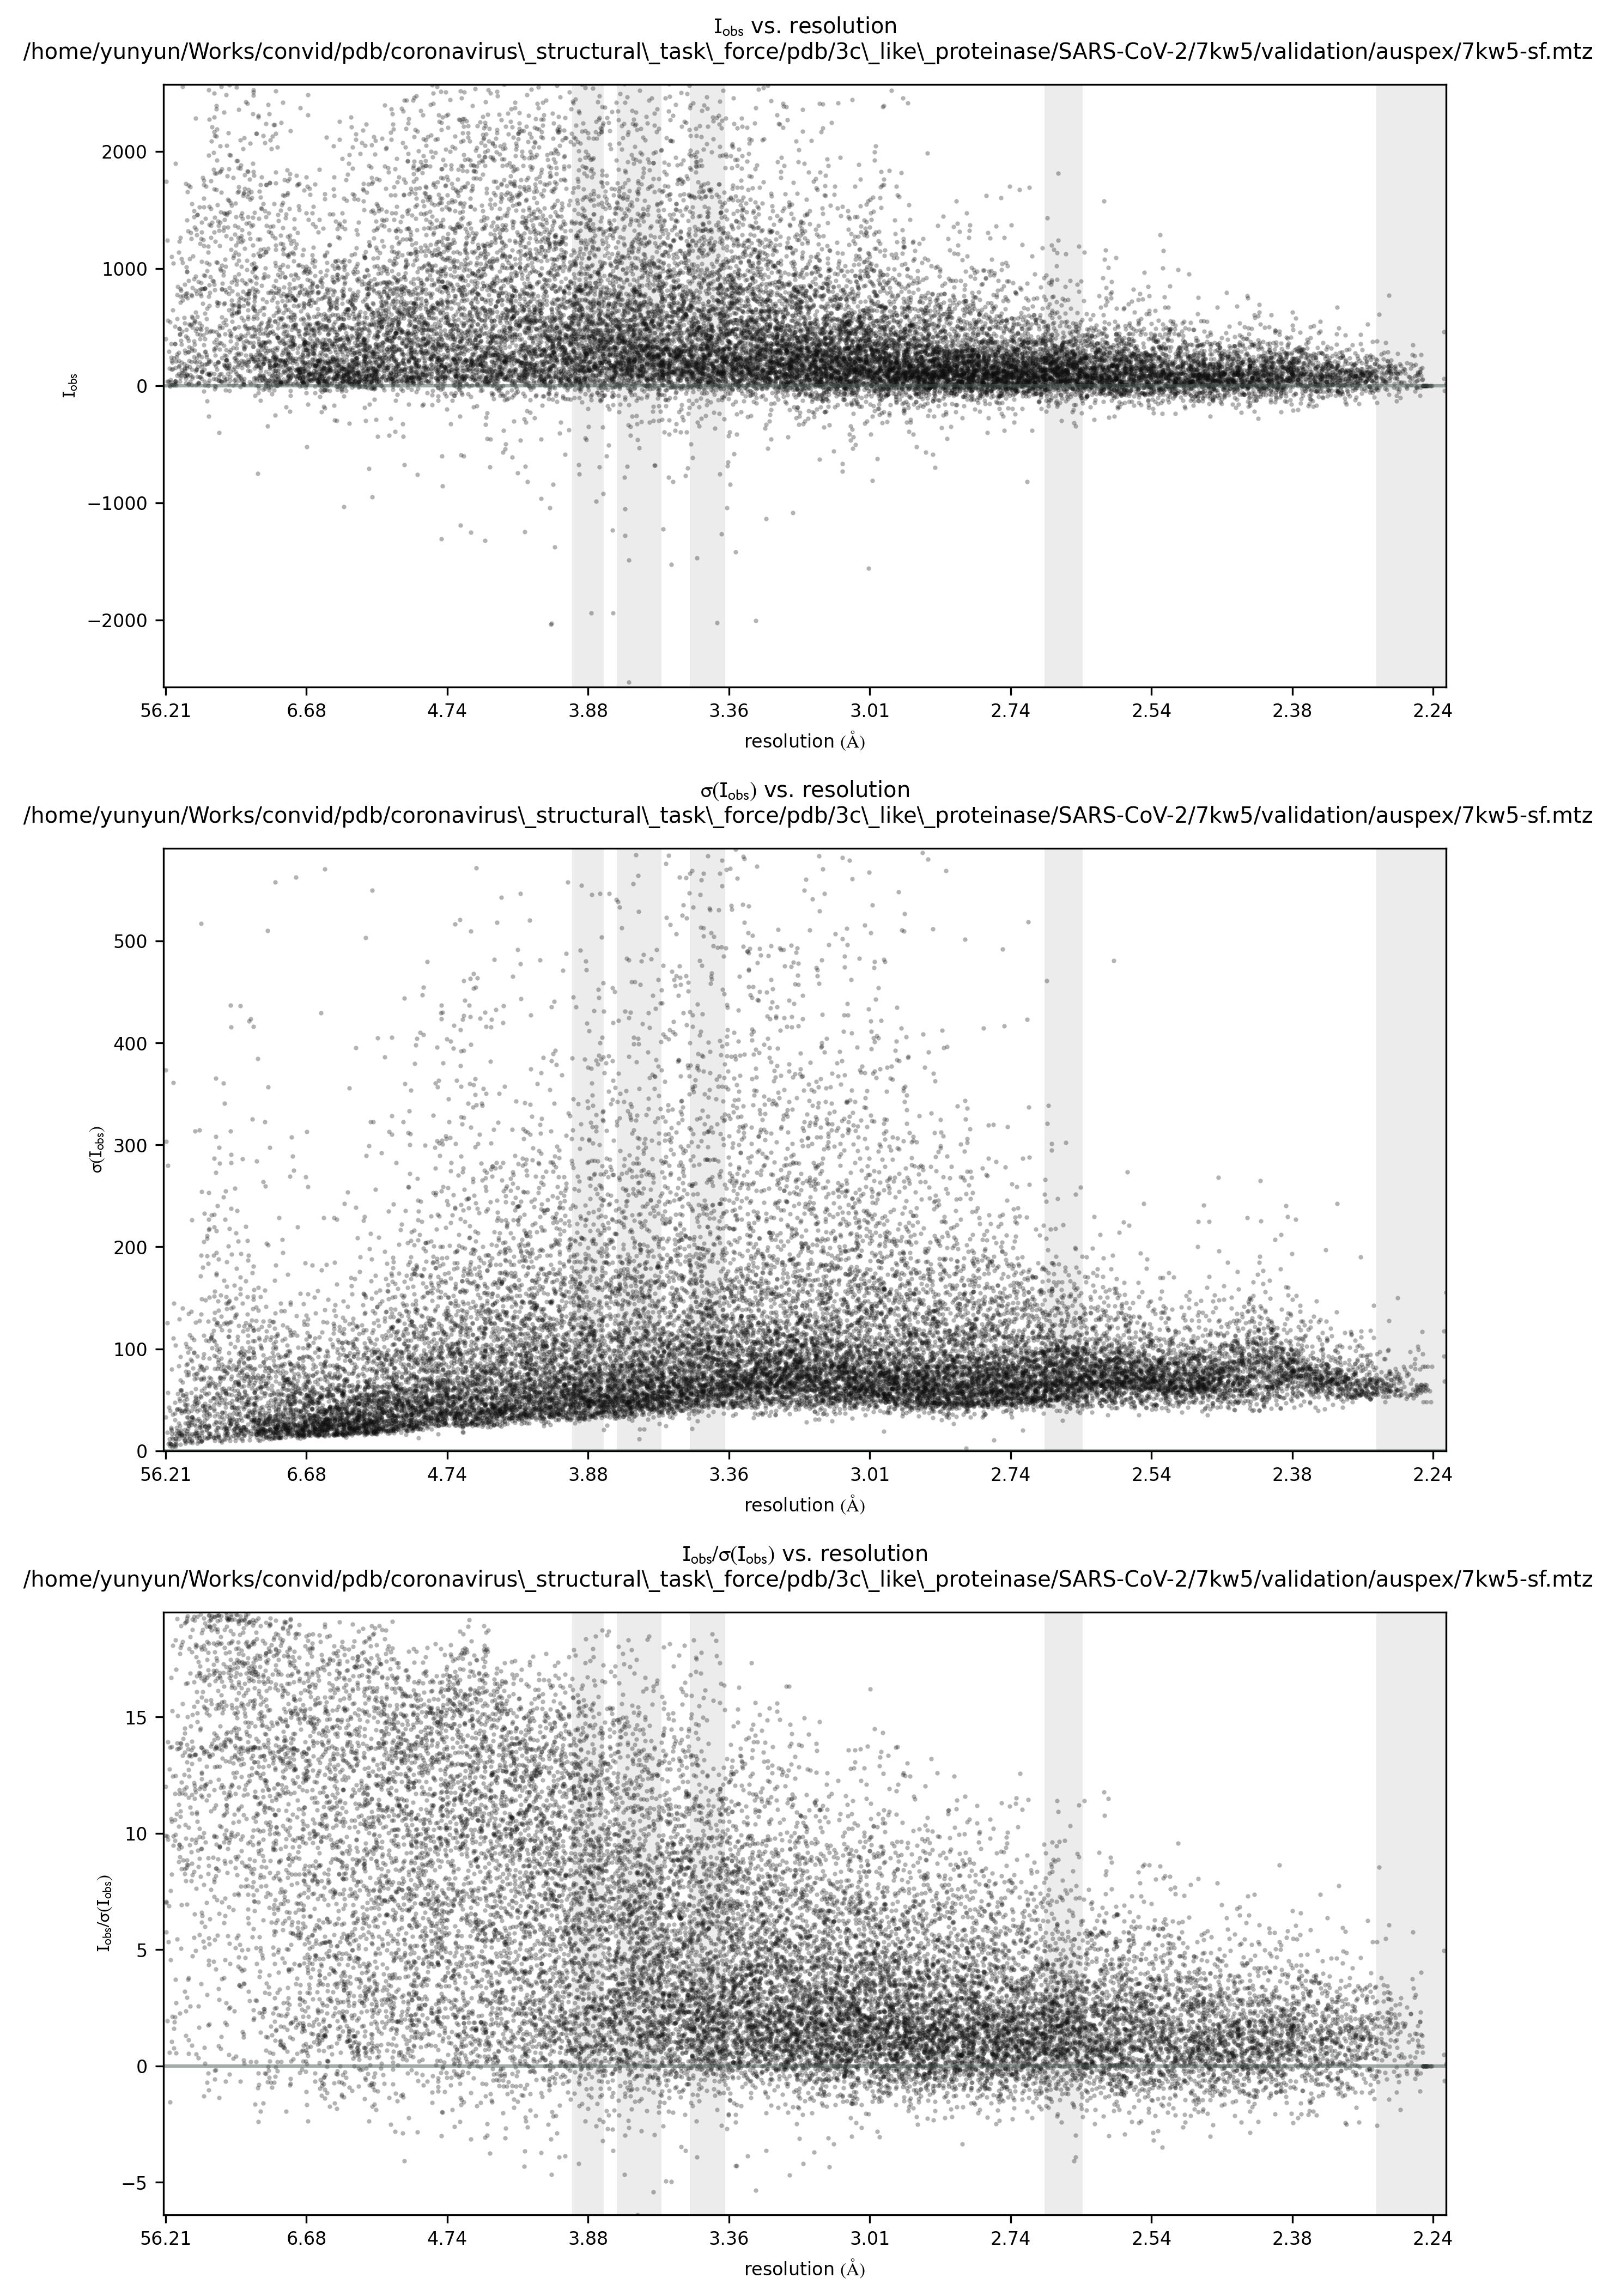 Iobs vs. resolution
/home/yunyun/Works/convid/pdb/coronavirus\_structural\_task\_force/pdb/3c\_like\_proteinase/SARS-CoV-2/7kw5/validation/auspex/7kw5-sf.mtz
2000
1000
0
−1000
−2000
Iobs
56.21 6.68 4.74 3.88 3.36 3.01 2.74 2.54 2.38 2.24
resolution (Å)
σ(Iobs) vs. resolution
/home/yunyun/Works/convid/pdb/coronavirus\_structural\_task\_force/pdb/3c\_like\_proteinase/SARS-CoV-2/7kw5/validation/auspex/7kw5-sf.mtz
500
400
300
200
100
0
σ(Iobs)
56.21 6.68 4.74 3.88 3.36 3.01 2.74 2.54 2.38 2.24
resolution (Å)
Iobs/σ(Iobs) vs. resolution
/home/yunyun/Works/convid/pdb/coronavirus\_structural\_task\_force/pdb/3c\_like\_proteinase/SARS-CoV-2/7kw5/validation/auspex/7kw5-sf.mtz
15
10
5
0
−5
Iobs/σ(Iobs)
56.21 6.68 4.74 3.88 3.36 3.01 2.74 2.54 2.38 2.24
resolution (Å)